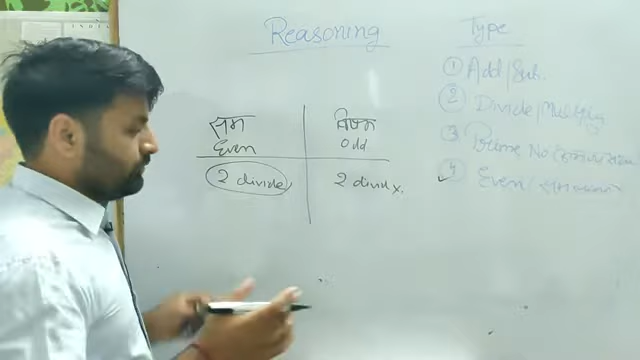 Reasoning
Type
① Add/Sub.
② Divide/Multiply
③ Prime No
④ Even/
सम
Even
विषम
Odd
2 divide
2 divid x.